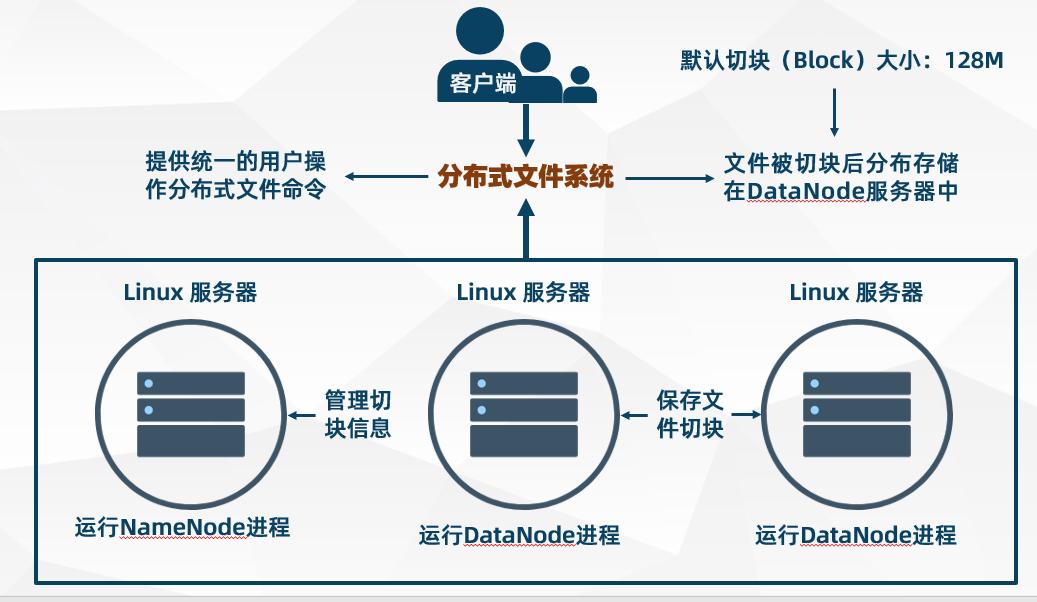 客户端
默认切块（Block）大小：128M
提供统一的用户操
作分布式文件命令
分布式文件系统
文件被切块后分布存储
在DataNode服务器中
Linux 服务器
Linux 服务器
Linux 服务器
管理切
块信息
保存文
件切块
运行NameNode进程
运行DataNode进程
运行DataNode进程